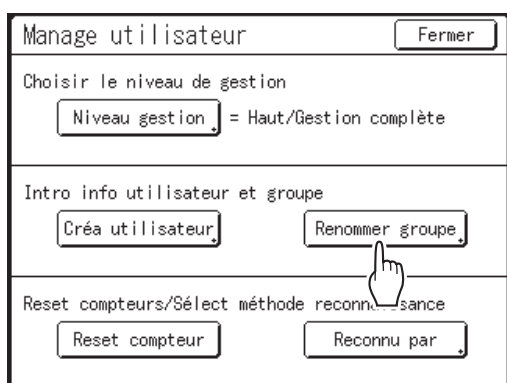 Manage utilisateur Fermer
Choisir le niveau de gestion
Niveau gestion = Haut/Gestion complète
Intro info utilisateur et groupe
Créa utilisateur Renommer groupe
Reset compteurs/Sélect méthode reconnaissance
Reset compteur Reconnu par